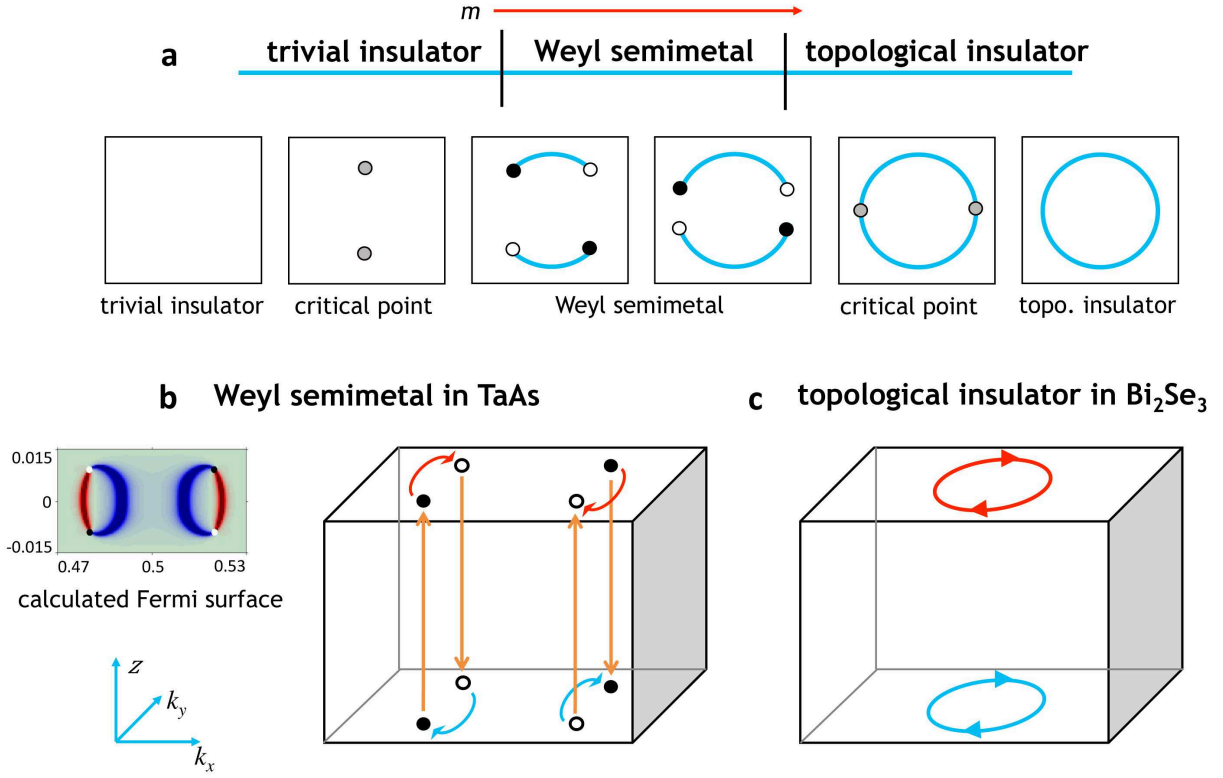 m
a
trivial insulator Weyl semimetal topological insulator
trivial insulator critical point Weyl semimetal critical point topo. insulator
b Weyl semimetal in TaAs
c topological insulator in Bi₂Se₃
0.015
0
-0.015
0.47 0.5 0.53
calculated Fermi surface
z
k_y
k_x